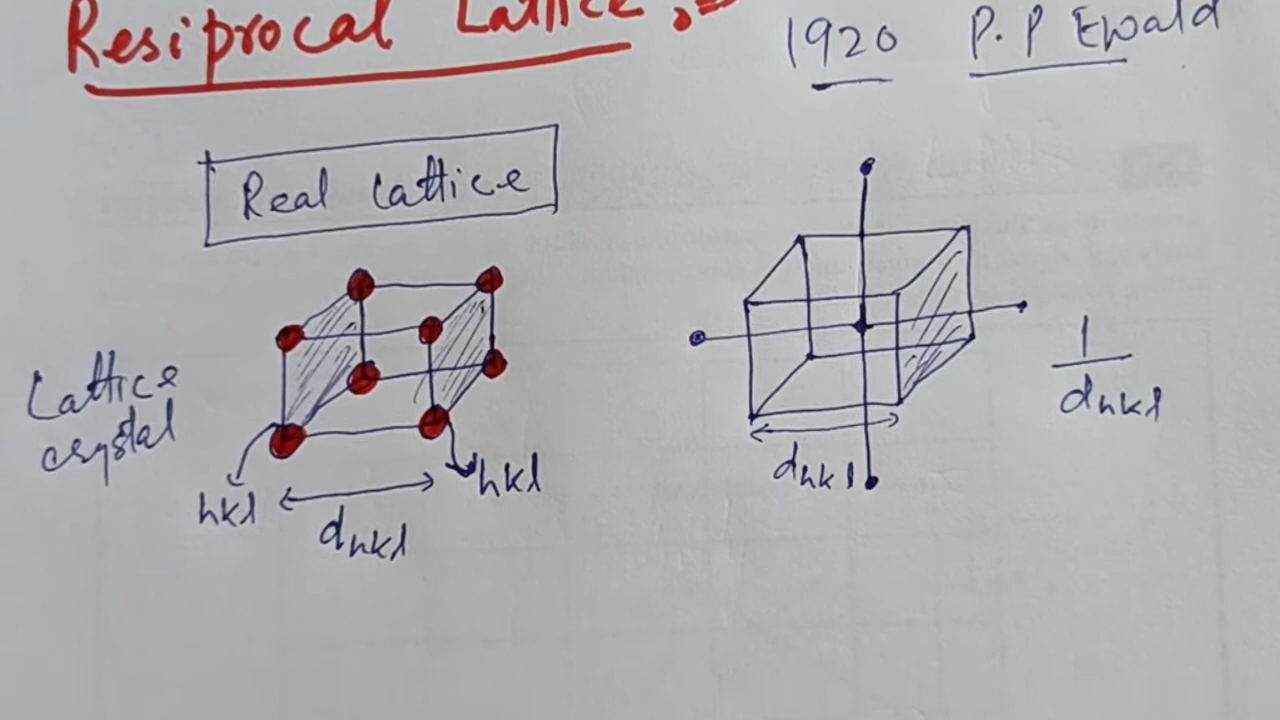 Resiprocal Lattice :-
1920 P.P Ewald
Real Lattice
Lattice
crystal
hkl
hkl
dhkl
dhkl
1
dhkl